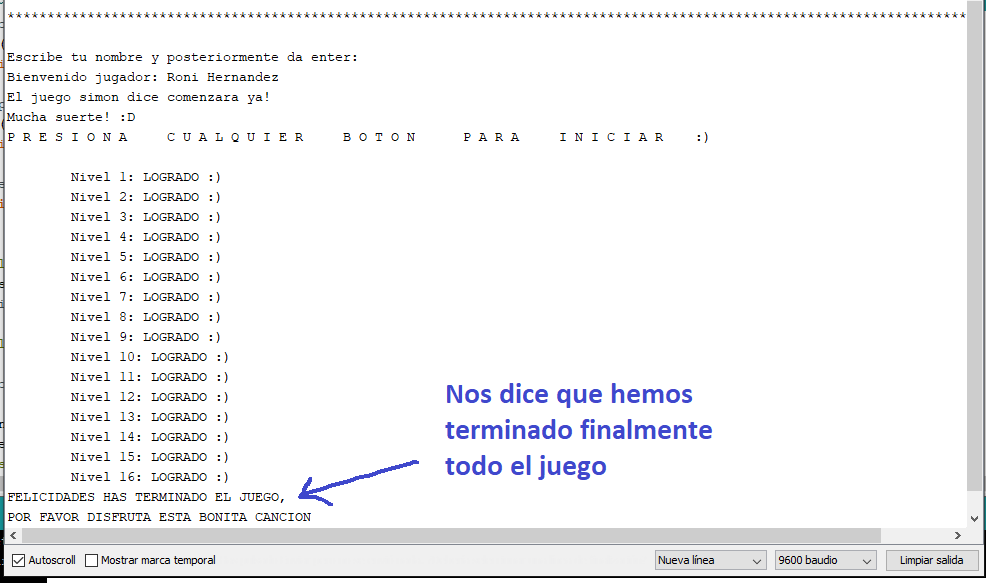 ************************************************************************************************************************
Escribe tu nombre y posteriormente da enter:
Bienvenido jugador: Roni Hernandez
El juego simon dice comenzara ya!
Mucha suerte! :D
P R E S I O N A    C U A L Q U I E R    B O T O N    P A R A    I N I C I A R    :)
Nivel 1: LOGRADO :)
Nivel 2: LOGRADO :)
Nivel 3: LOGRADO :)
Nivel 4: LOGRADO :)
Nivel 5: LOGRADO :)
Nivel 6: LOGRADO :)
Nivel 7: LOGRADO :)
Nivel 8: LOGRADO :)
Nivel 9: LOGRADO :)
Nivel 10: LOGRADO :)
Nivel 11: LOGRADO :)
Nivel 12: LOGRADO :)
Nivel 13: LOGRADO :)
Nivel 14: LOGRADO :)
Nivel 15: LOGRADO :)
Nivel 16: LOGRADO :)
FELICIDADES HAS TERMINADO EL JUEGO,
POR FAVOR DISFRUTA ESTA BONITA CANCION
Nos dice que hemos
terminado finalmente
todo el juego
Autoscroll Mostrar marca temporal Nueva línea 9600 baudio Limpiar salida